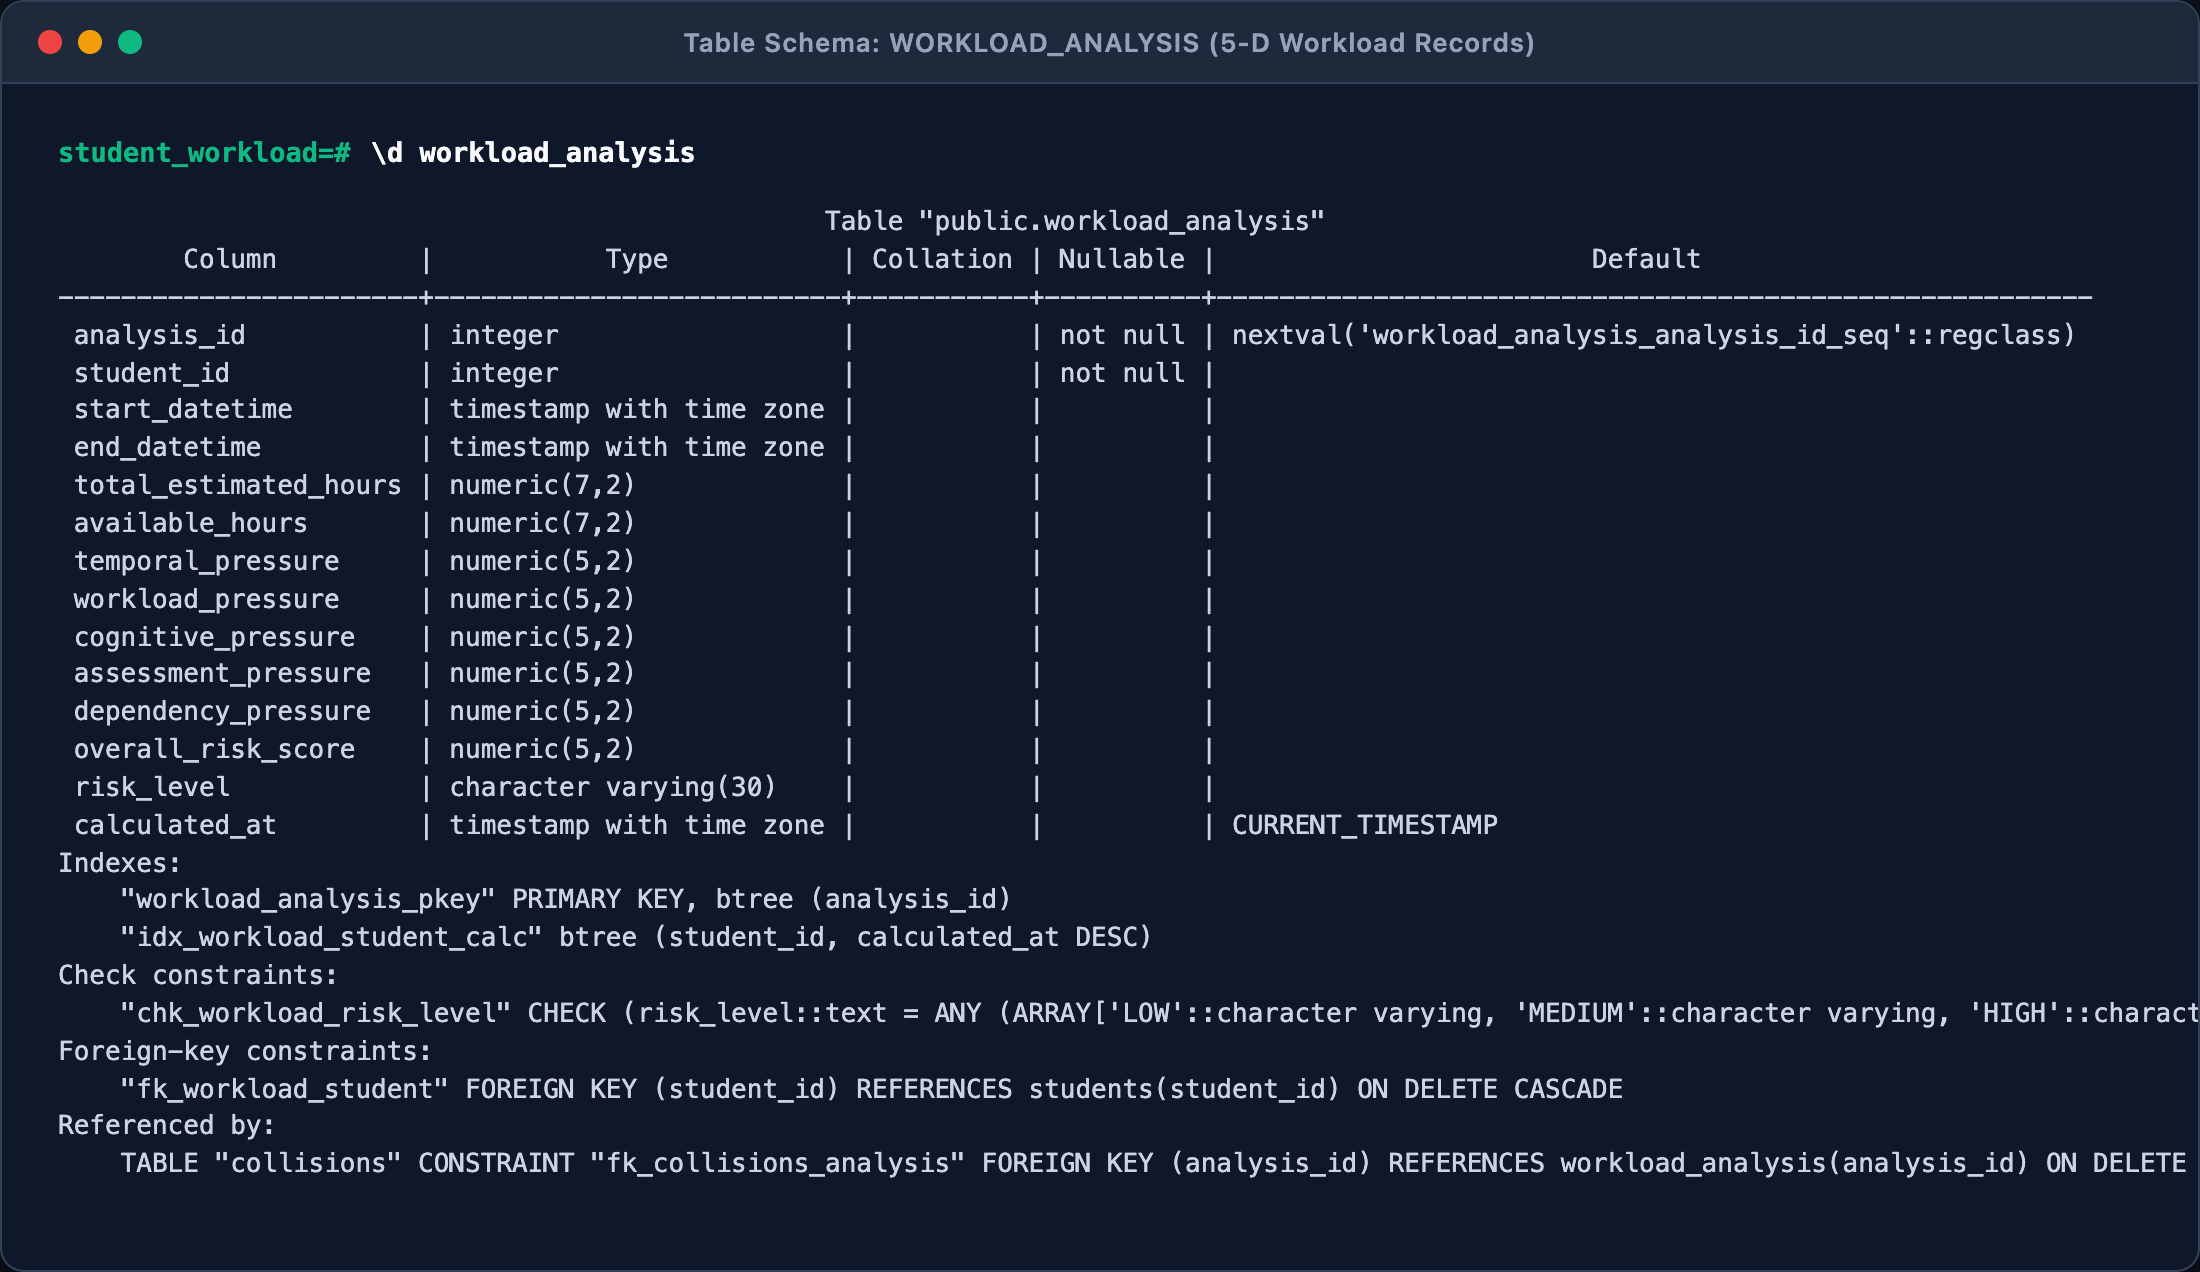 Table Schema: WORKLOAD_ANALYSIS (5-D Workload Records)
student_workload=# \d workload_analysis
Table "public.workload_analysis"
Column | Type | Collation | Nullable | Default
-----------------------+--------------------------+-----------+----------+--------------------------------------------------------
analysis_id | integer | | not null | nextval('workload_analysis_analysis_id_seq'::regclass)
student_id | integer | | not null |
start_datetime | timestamp with time zone | | |
end_datetime | timestamp with time zone | | |
total_estimated_hours | numeric(7,2) | | |
available_hours | numeric(7,2) | | |
temporal_pressure | numeric(5,2) | | |
workload_pressure | numeric(5,2) | | |
cognitive_pressure | numeric(5,2) | | |
assessment_pressure | numeric(5,2) | | |
dependency_pressure | numeric(5,2) | | |
overall_risk_score | numeric(5,2) | | |
risk_level | character varying(30) | | |
calculated_at | timestamp with time zone | | | CURRENT_TIMESTAMP
Indexes:
"workload_analysis_pkey" PRIMARY KEY, btree (analysis_id)
"idx_workload_student_calc" btree (student_id, calculated_at DESC)
Check constraints:
"chk_workload_risk_level" CHECK (risk_level::text = ANY (ARRAY['LOW'::character varying, 'MEDIUM'::character varying, 'HIGH'::charact
Foreign-key constraints:
"fk_workload_student" FOREIGN KEY (student_id) REFERENCES students(student_id) ON DELETE CASCADE
Referenced by:
TABLE "collisions" CONSTRAINT "fk_collisions_analysis" FOREIGN KEY (analysis_id) REFERENCES workload_analysis(analysis_id) ON DELETE